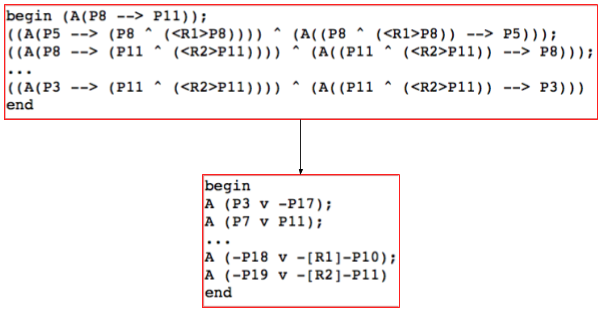 begin (A(P8 --> P11));
((A(P5 --> (P8 ^ (<R1>P8)))) ^ (A((P8 ^ (<R1>P8)) --> P5)));
((A(P8 --> (P11 ^ (<R2>P11)))) ^ (A((P11 ^ (<R2>P11)) --> P8)));
...
((A(P3 --> (P11 ^ (<R2>P11)))) ^ (A((P11 ^ (<R2>P11)) --> P3)))
end
begin
A (P3 v -P17);
A (P7 v P11);
...
A (-P18 v -[R1]-P10);
A (-P19 v -[R2]-P11)
end